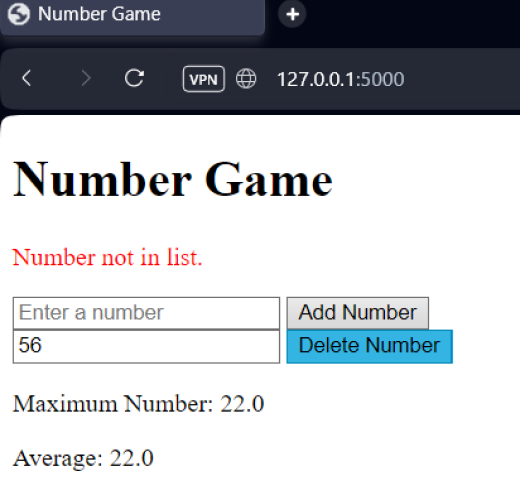 Number Game
VPN 127.0.0.1:5000
Number Game
Number not in list.
Enter a number Add Number
56 Delete Number
Maximum Number: 22.0
Average: 22.0